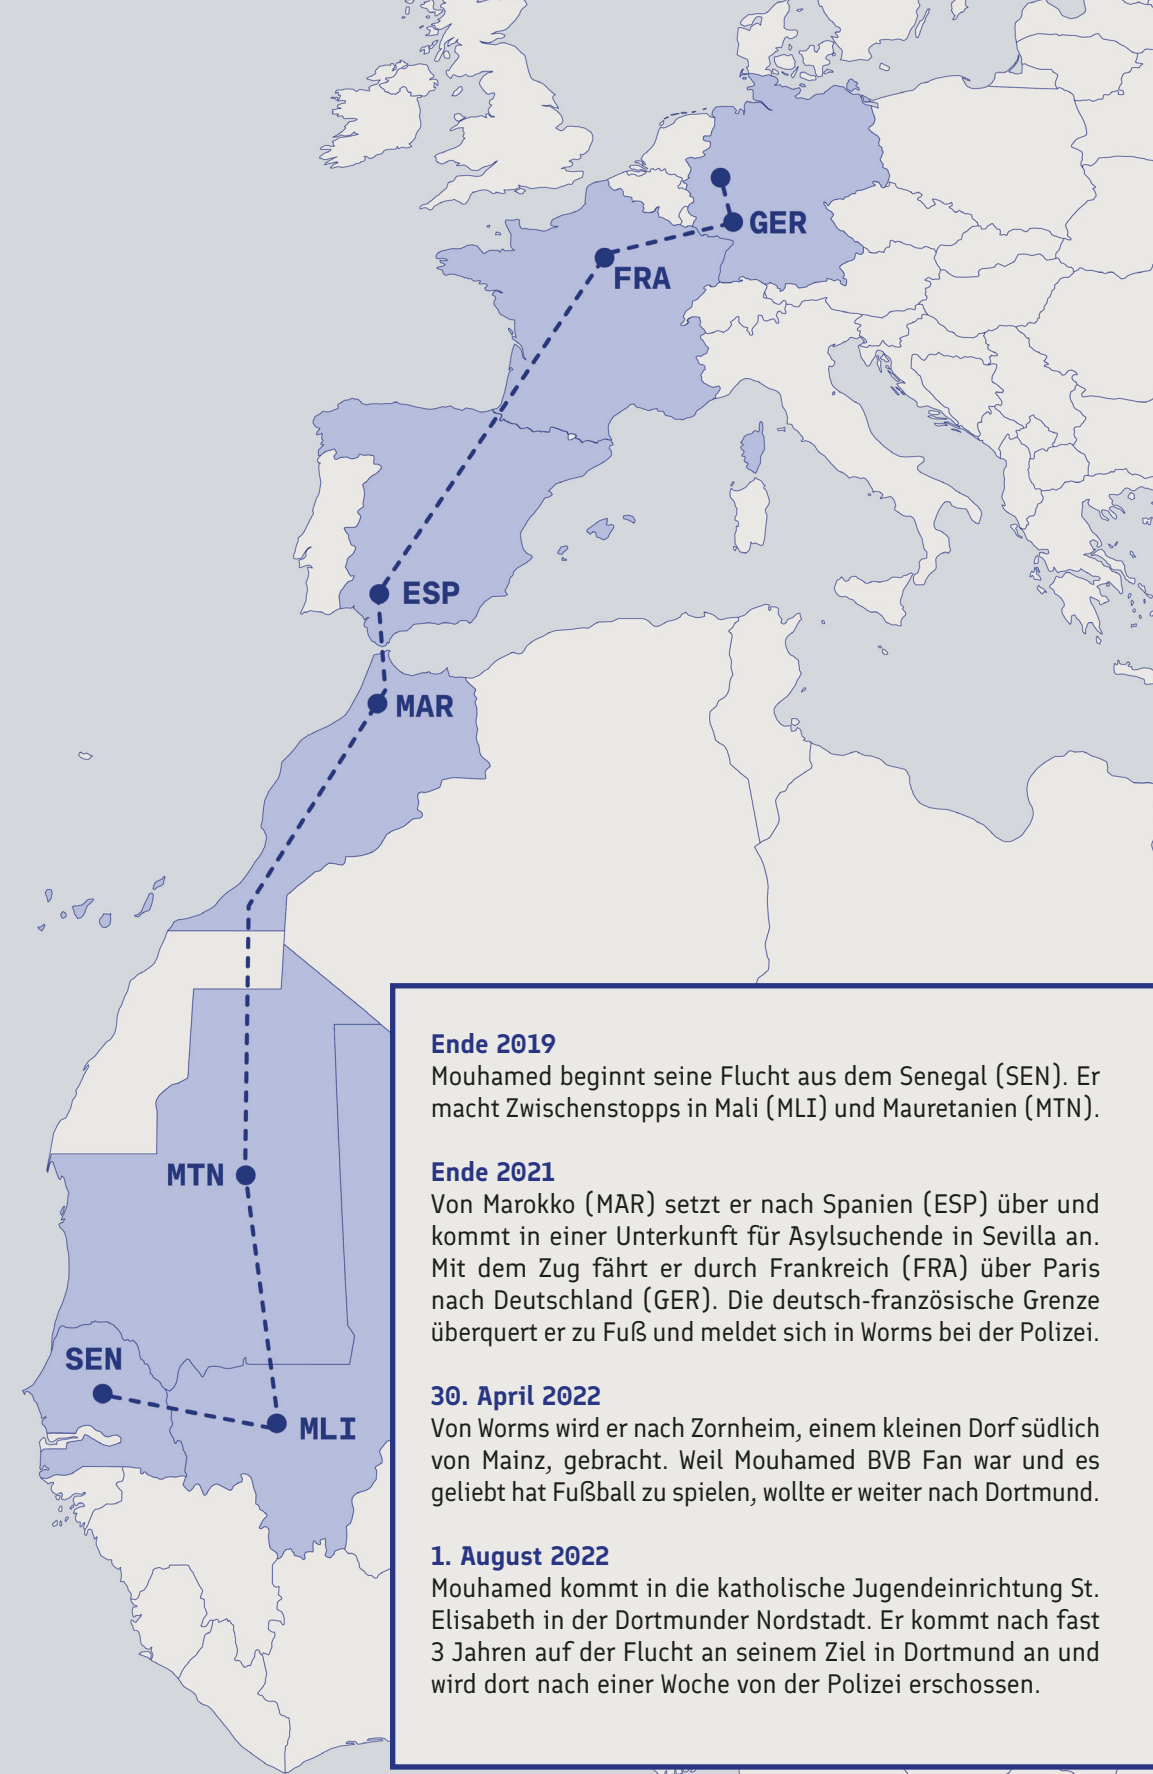 GER
FRA
ESP
MAR
MTN
SEN
MLI
Ende 2019
Mouhamed beginnt seine Flucht aus dem Senegal (SEN). Er
macht Zwischenstopps in Mali (MLI) und Mauretanien (MTN).
Ende 2021
Von Marokko (MAR) setzt er nach Spanien (ESP) über und
kommt in einer Unterkunft für Asylsuchende in Sevilla an.
Mit dem Zug fährt er durch Frankreich (FRA) über Paris
nach Deutschland (GER). Die deutsch-französische Grenze
überquert er zu Fuß und meldet sich in Worms bei der Polizei.
30. April 2022
Von Worms wird er nach Zornheim, einem kleinen Dorf südlich
von Mainz, gebracht. Weil Mouhamed BVB Fan war und es
geliebt hat Fußball zu spielen, wollte er weiter nach Dortmund.
1. August 2022
Mouhamed kommt in die katholische Jugendeinrichtung St.
Elisabeth in der Dortmunder Nordstadt. Er kommt nach fast
3 Jahren auf der Flucht an seinem Ziel in Dortmund an und
wird dort nach einer Woche von der Polizei erschossen.